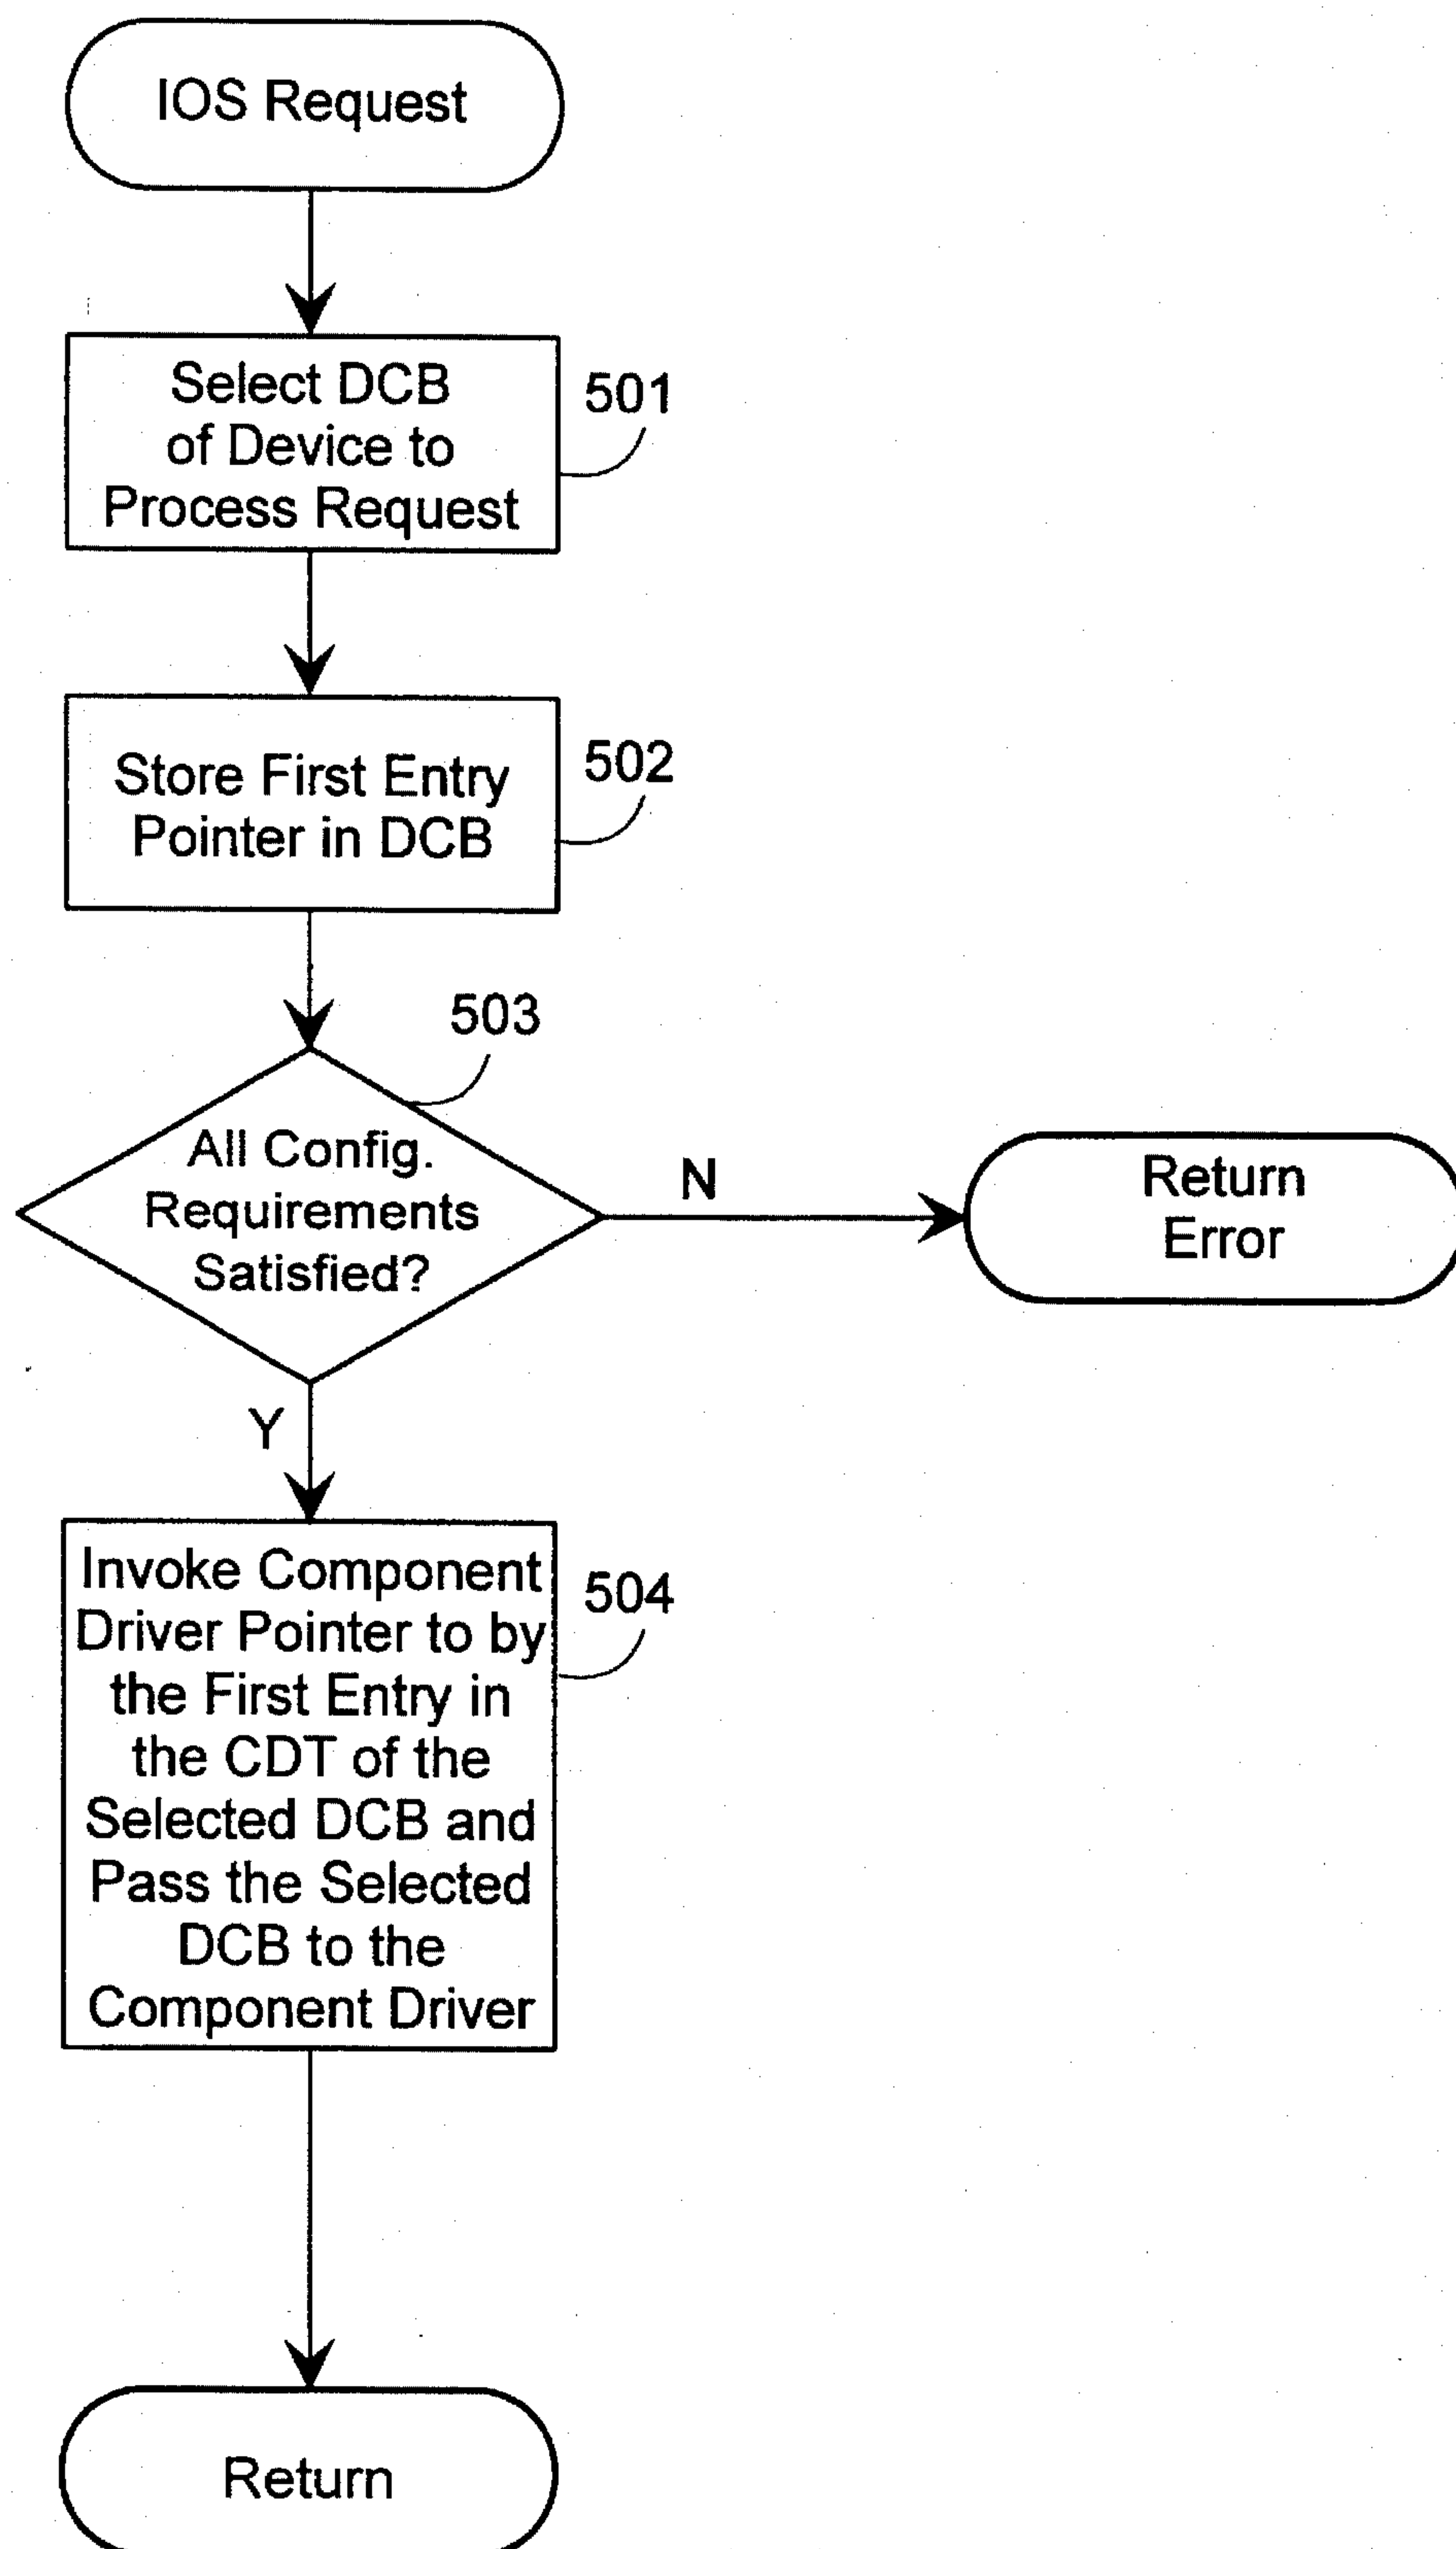 IOS Request
Select DCB
of Device to
Process Request
501
Store First Entry
Pointer in DCB
502
503
All Config.
Requirements
Satisfied?
N
Return
Error
Y
Invoke Component
Driver Pointer to by
the First Entry in
the CDT of the
Selected DCB and
Pass the Selected
DCB to the
Component Driver
504
Return